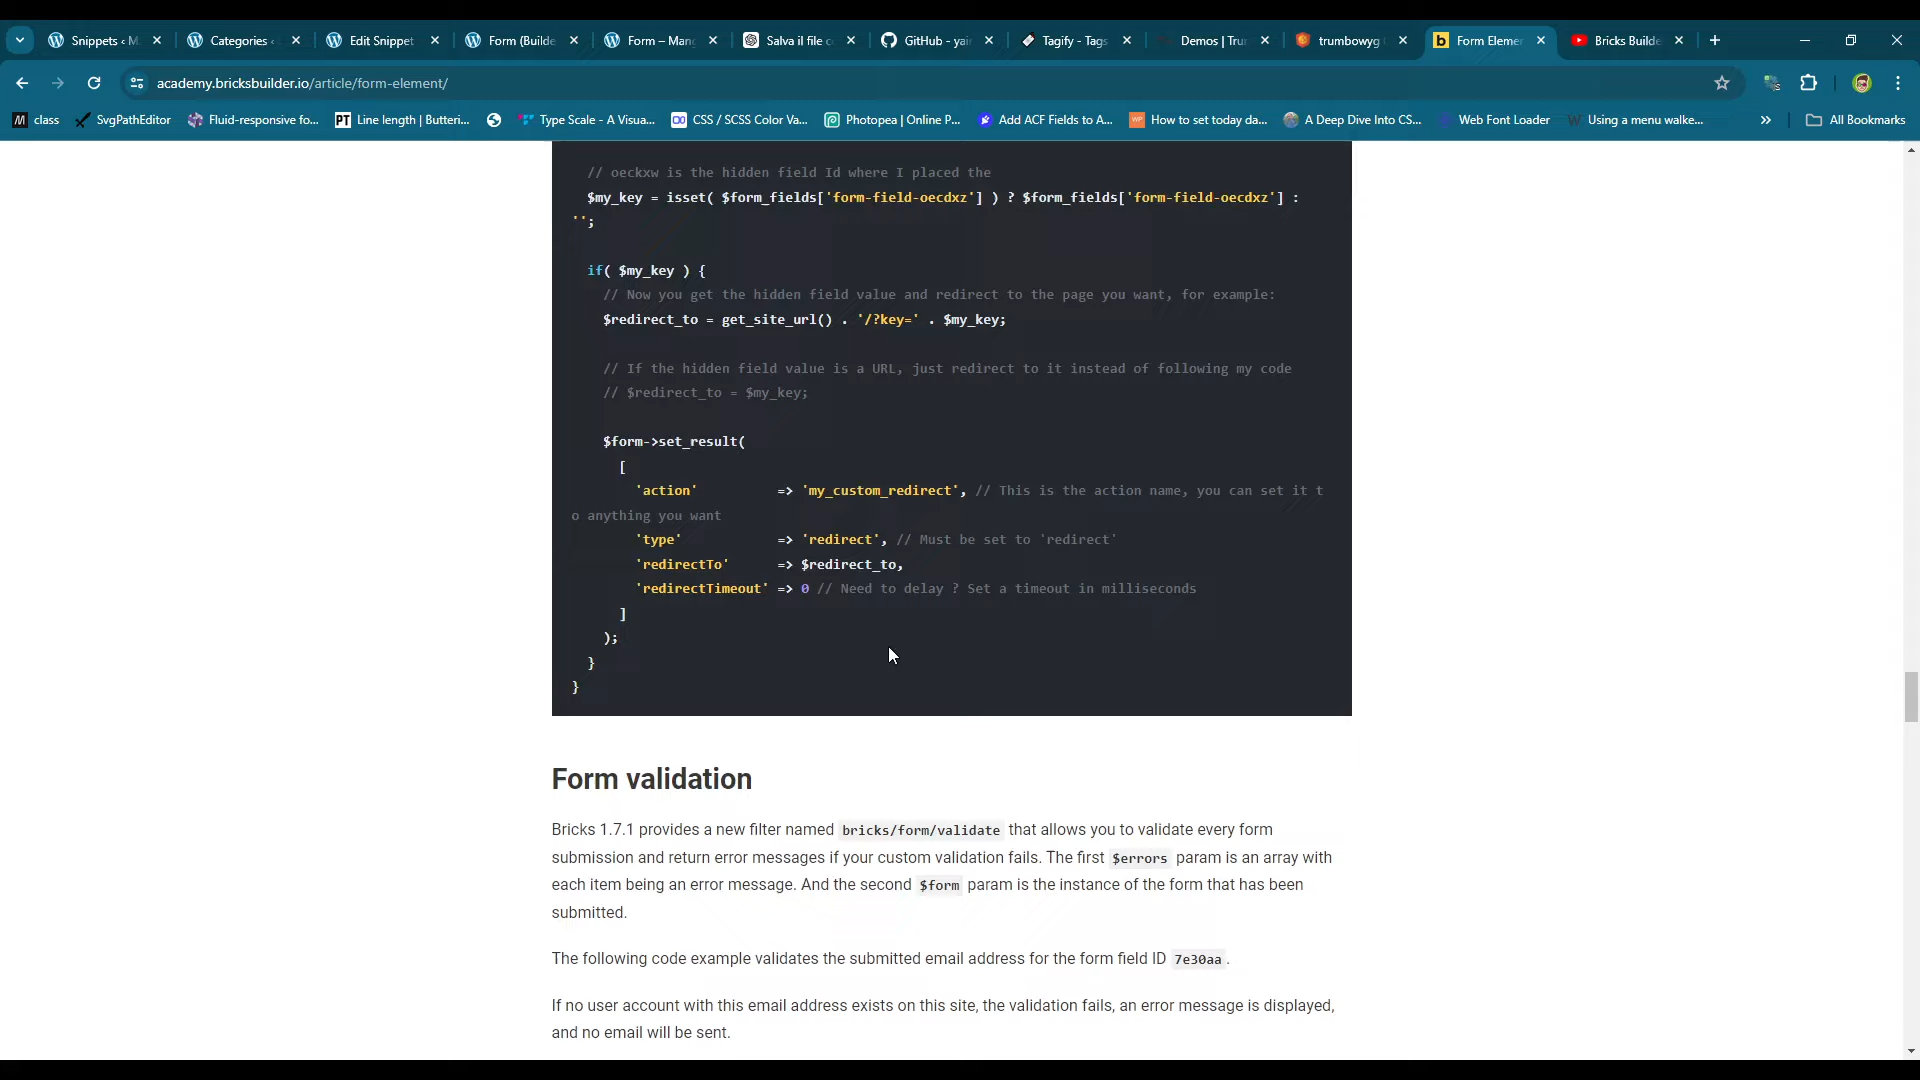 Snippets ‹ M
Categories ‹
Edit Snippet
Form (Builde
Form – Man
Salva il file c
GitHub - yai
Tagify - Tags
Demos | Tru
trumbowyg
Form Eleme
Bricks Builde
academy.bricksbuilder.io/article/form-element/
class
SvgPathEditor
Fluid-responsive fo...
PT Line length | Butteri...
Type Scale - A Visua...
CSS / SCSS Color Va...
Photopea | Online P...
Add ACF Fields to A...
WP How to set today da...
A Deep Dive Into CS...
Web Font Loader
Using a menu walke...
»
All Bookmarks
// oeckxw is the hidden field Id where I placed the
$my_key = isset( $form_fields['form-field-oecdxz'] ) ? $form_fields['form-field-oecdxz'] :
'';
if( $my_key ) {
// Now you get the hidden field value and redirect to the page you want, for example:
$redirect_to = get_site_url() . '/?key=' . $my_key;
// If the hidden field value is a URL, just redirect to it instead of following my code
// $redirect_to = $my_key;
$form->set_result(
[
'action' => 'my_custom_redirect', // This is the action name, you can set it t
o anything you want
'type' => 'redirect', // Must be set to 'redirect'
'redirectTo' => $redirect_to,
'redirectTimeout' => 0 // Need to delay ? Set a timeout in milliseconds
]
);
}
}
Form validation
Bricks 1.7.1 provides a new filter named bricks/form/validate that allows you to validate every form
submission and return error messages if your custom validation fails. The first $errors param is an array with
each item being an error message. And the second $form param is the instance of the form that has been
submitted.
The following code example validates the submitted email address for the form field ID 7e30aa .
If no user account with this email address exists on this site, the validation fails, an error message is displayed,
and no email will be sent.